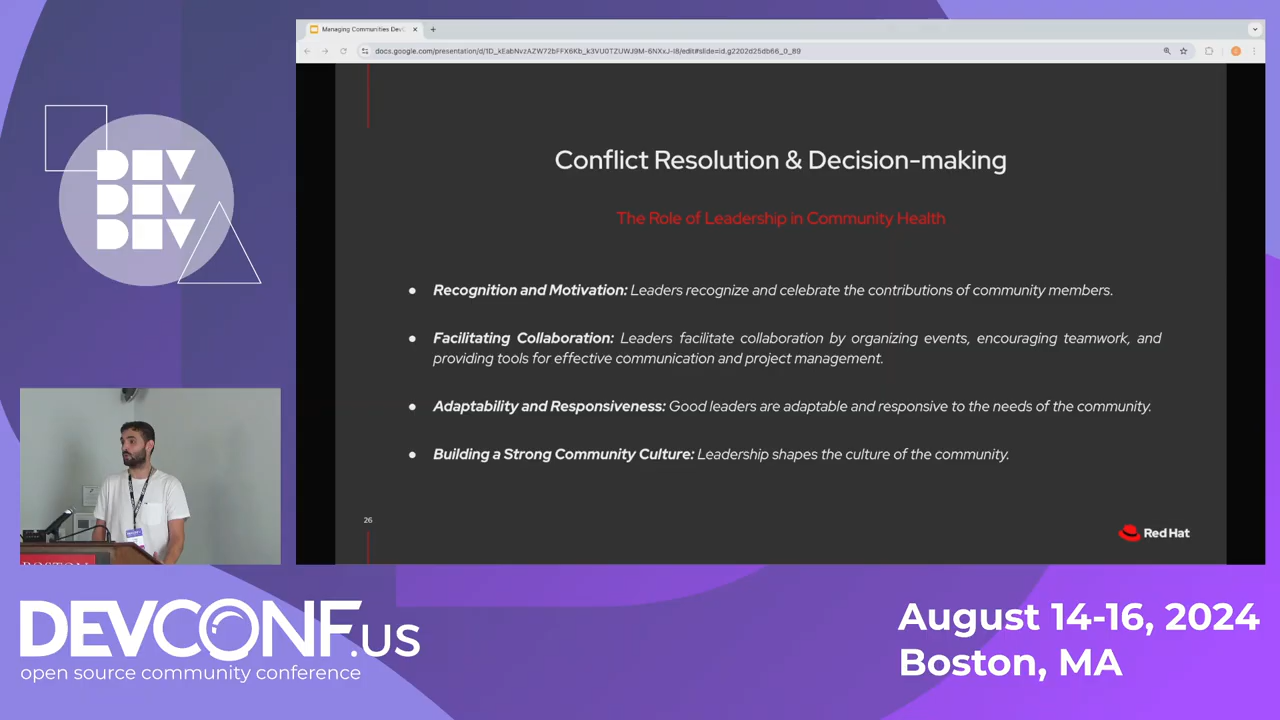 Managing Communities Dev
docs.google.com/presentation/d/1D_kEabNvzAZW72bFFX6Kb_k3VU0TZUWJ9M-6NXxJ-I8/edit#slide=id.g2202d25db66_0_89
DEV
DEV
DEV
Conflict Resolution & Decision-making
The Role of Leadership in Community Health
● Recognition and Motivation: Leaders recognize and celebrate the contributions of community members.
● Facilitating Collaboration: Leaders facilitate collaboration by organizing events, encouraging teamwork, and
providing tools for effective communication and project management.
● Adaptability and Responsiveness: Good leaders are adaptable and responsive to the needs of the community.
● Building a Strong Community Culture: Leadership shapes the culture of the community.
26
Red Hat
BOSTON
DEVCONF.US
open source community conference
August 14-16, 2024
Boston, MA